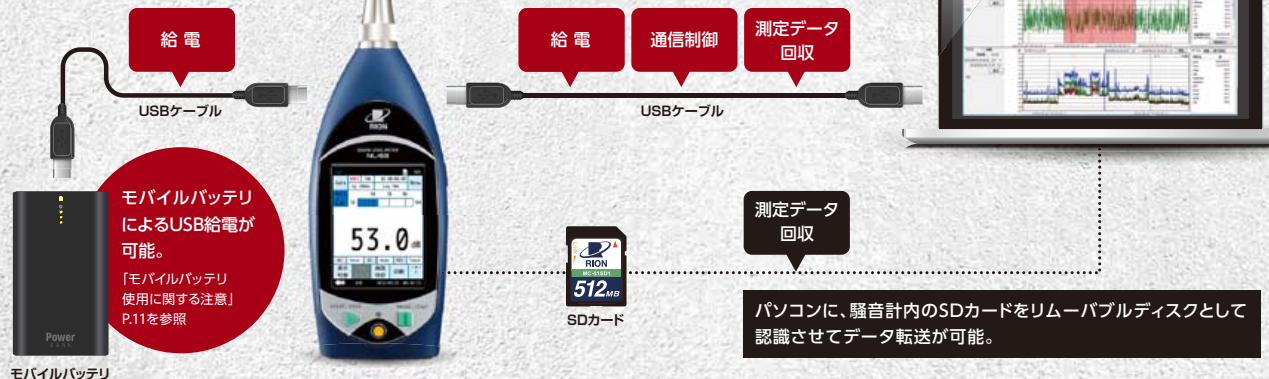 給電
USBケーブル
給電
通信制御
測定データ
回収
USBケーブル
RION
モバイルバッテリ
によるUSB給電が
可能。
「モバイルバッテリ
使用に関する注意」
P.11を参照
53.0
Power
BANK
モバイルバッテリ
RION
MC-51SD1
512MB
SDカード
測定データ
回収
パソコンに、騒音計内のSDカードをリムーバブルディスクとして
認識させてデータ転送が可能。